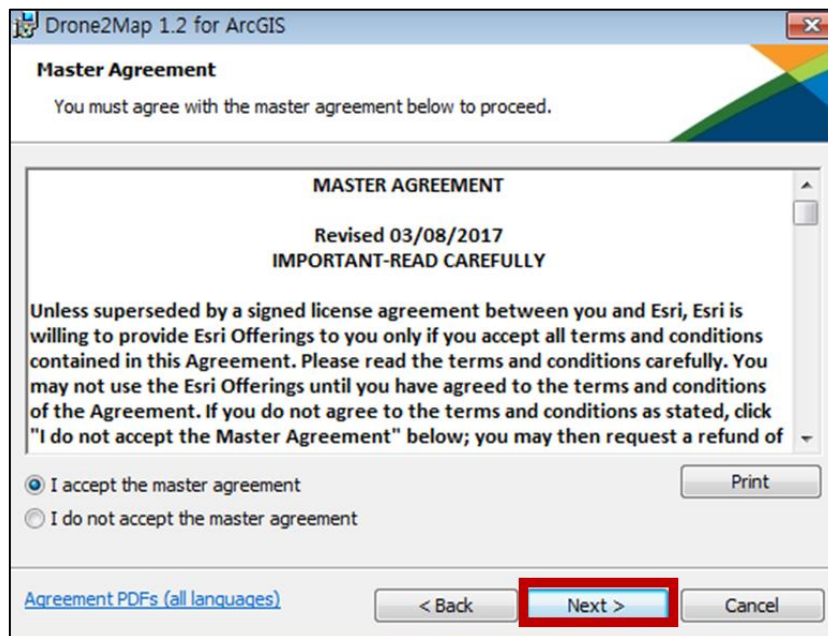 Drone2Map 1.2 for ArcGIS
Master Agreement
You must agree with the master agreement below to proceed.
MASTER AGREEMENT
Revised 03/08/2017
IMPORTANT-READ CAREFULLY
Unless superseded by a signed license agreement between you and Esri, Esri is
willing to provide Esri Offerings to you only if you accept all terms and conditions
contained in this Agreement. Please read the terms and conditions carefully. You
may not use the Esri Offerings until you have agreed to the terms and conditions
of the Agreement. If you do not agree to the terms and conditions as stated, click
"I do not accept the Master Agreement" below; you may then request a refund of
I accept the master agreement
Print
I do not accept the master agreement
Agreement PDFs (all languages)
< Back
Next >
Cancel